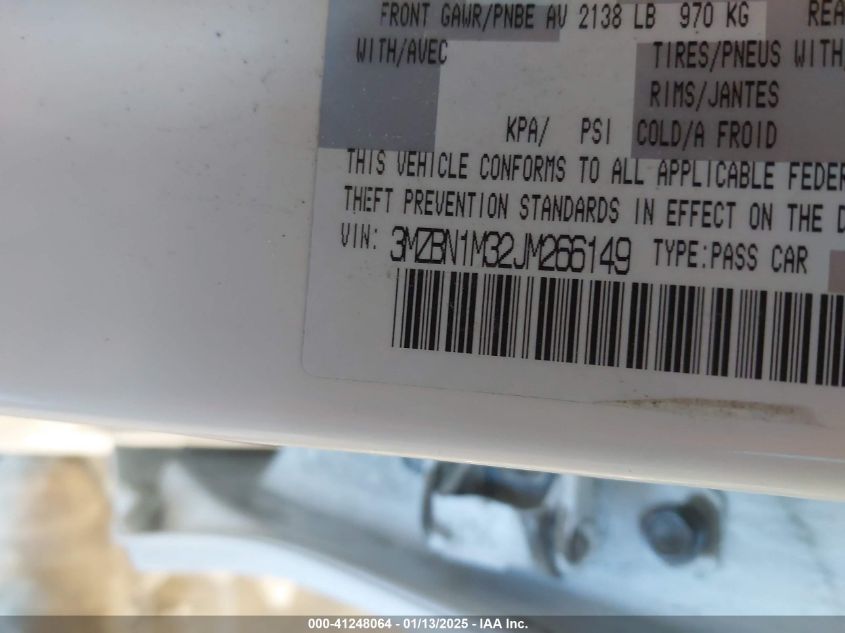 FRONT GAWR/PNBE AV 2138 LB 970 KG REA
WITH/AVEC TIRES/PNEUS WITH/
RIMS/JANTES
KPA/ PSI COLD/A FROID
THIS VEHICLE CONFORMS TO ALL APPLICABLE FEDER
THEFT PREVENTION STANDARDS IN EFFECT ON THE D
VIN: 3MZBN1M32JM266149 TYPE:PASS CAR
000-41248064 - 01/13/2025 - IAA Inc.